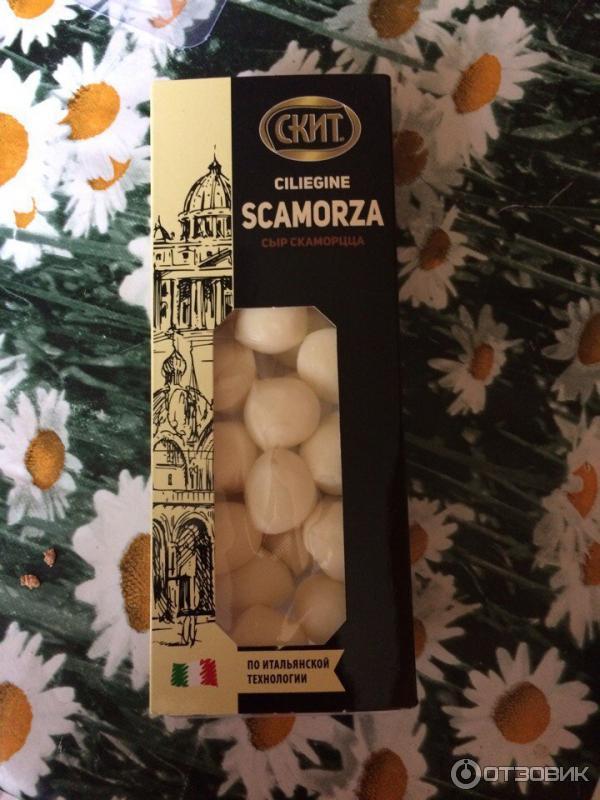 СКИТ
CILIEGINE
SCAMORZA
СЫР СКАМОРЦЦА
ПО ИТАЛЬЯНСКОЙ
ТЕХНОЛОГИИ
ОТЗОВИК